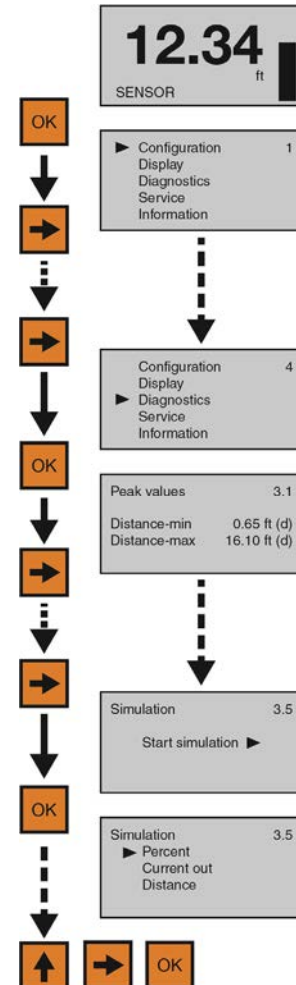 12.34
ft
SENSOR
OK
Configuration 1
Display
Diagnostics
Service
Information
Configuration 4
Display
Diagnostics
Service
Information
OK
Peak values 3.1
Distance-min 0.65 ft (d)
Distance-max 16.10 ft (d)
Simulation 3.5
Start simulation
OK
Simulation 3.5
Percent
Current out
Distance
OK